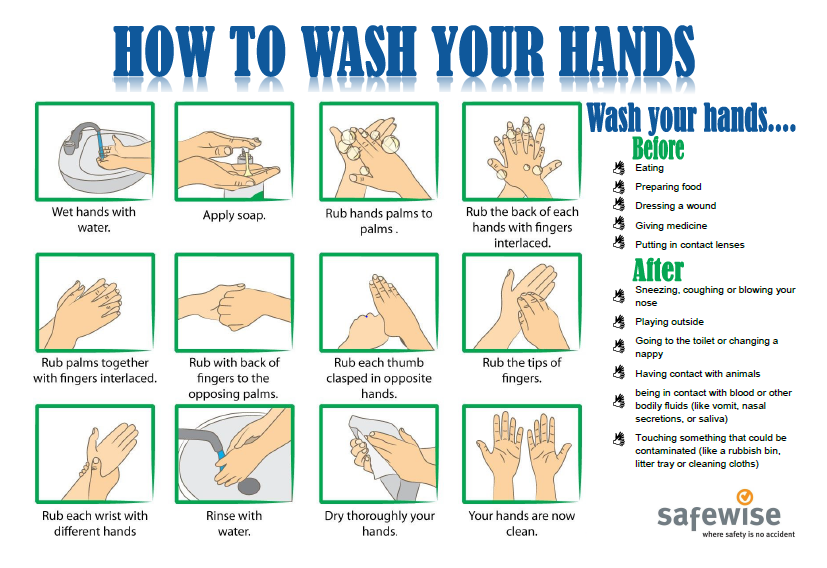 HOW TO WASH YOUR HANDS
Wet hands with
water.
Apply soap.
Rub hands palms to
palms .
Rub the back of each
hands with fingers
interlaced.
Rub palms together
with fingers interlaced.
Rub with back of
fingers to the
opposing palms.
Rub each thumb
clasped in opposite
hands.
Rub the tips of
fingers.
Rub each wrist with
different hands
Rinse with
water.
Dry thoroughly your
hands.
Your hands are now
clean.
Wash your hands....
Before
Eating
Preparing food
Dressing a wound
Giving medicine
Putting in contact lenses
After
Sneezing, coughing or blowing your
nose
Playing outside
Going to the toilet or changing a
nappy
Having contact with animals
being in contact with blood or other
bodily fluids (like vomit, nasal
secretions, or saliva)
Touching something that could be
contaminated (like a rubbish bin,
litter tray or cleaning cloths)
safewise
where safety is no accident